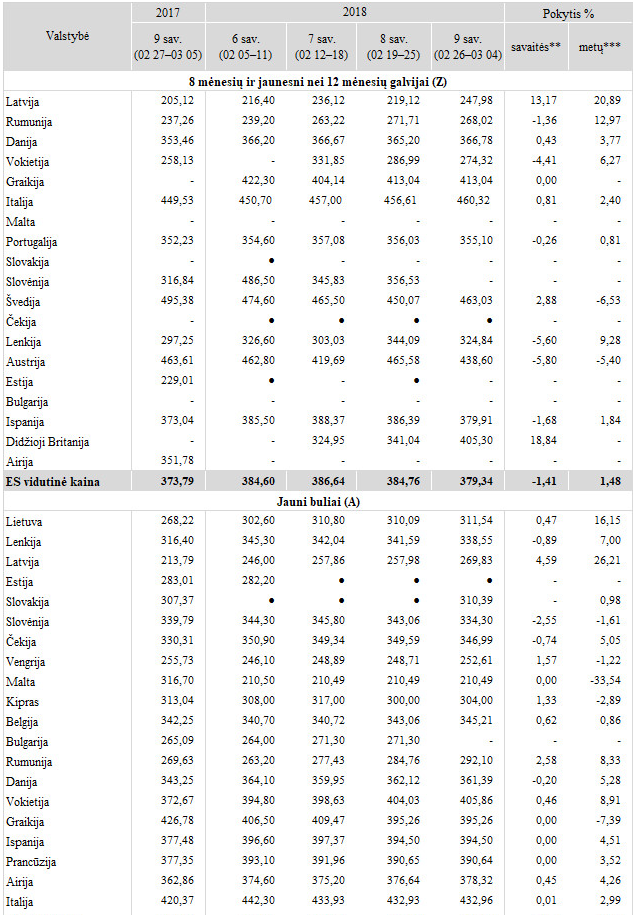 Valstybė 2017 2018 Pokytis %
9 sav. (02 27–03 05) 6 sav. (02 05–11) 7 sav. (02 12–18) 8 sav. (02 19–25) 9 sav. (02 26–03 04) savaitės** metų***
8 mėnesių ir jaunesni nei 12 mėnesių galvijai (Z)
Latvija 205,12 216,40 236,12 219,12 247,98 13,17 20,89
Rumunija 237,26 239,20 263,22 271,71 268,02 -1,36 12,97
Danija 353,46 366,20 366,67 365,20 366,78 0,43 3,77
Vokietija 258,13 - 331,85 286,99 274,32 -4,41 6,27
Graikija - 422,30 404,14 413,04 413,04 0,00 -
Italija 449,53 450,70 457,00 456,61 460,32 0,81 2,40
Malta - - - - - - -
Portugalija 352,23 354,60 357,08 356,03 355,10 -0,26 0,81
Slovakija - ● - - - - -
Slovėnija 316,84 486,50 345,83 356,53 - - -
Švedija 495,38 474,60 465,50 450,07 463,03 2,88 -6,53
Čekija - ● ● ● ● - -
Lenkija 297,25 326,60 303,03 344,09 324,84 -5,60 9,28
Austrija 463,61 462,80 419,69 465,58 438,60 -5,80 -5,40
Estija 229,01 ● - ● - - -
Bulgarija - - - - - - -
Ispanija 373,04 385,50 388,37 386,39 379,91 -1,68 1,84
Didžioji Britanija - - 324,95 341,04 405,30 18,84 -
Airija 351,78 - - - - - -
ES vidutinė kaina 373,79 384,60 386,64 384,76 379,34 -1,41 1,48
Jauni buliai (A)
Lietuva 268,22 302,60 310,80 310,09 311,54 0,47 16,15
Lenkija 316,40 345,30 342,04 341,59 338,55 -0,89 7,00
Latvija 213,79 246,00 257,86 257,98 269,83 4,59 26,21
Estija 283,01 282,20 ● ● ● - -
Slovakija 307,37 ● ● ● 310,39 - 0,98
Slovėnija 339,79 344,30 345,80 343,06 334,30 -2,55 -1,61
Čekija 330,31 350,90 349,34 349,59 346,99 -0,74 5,05
Vengrija 255,73 246,10 248,89 248,71 252,61 1,57 -1,22
Malta 316,70 210,50 210,49 210,49 210,49 0,00 -33,54
Kipras 313,04 308,00 317,00 300,00 304,00 1,33 -2,89
Belgija 342,25 340,70 340,72 343,06 345,21 0,62 0,86
Bulgarija 265,09 264,00 271,30 271,30 - - -
Rumunija 269,63 263,20 277,43 284,76 292,10 2,58 8,33
Danija 343,25 364,10 359,95 362,12 361,39 -0,20 5,28
Vokietija 372,67 394,80 398,63 404,03 405,86 0,46 8,91
Graikija 426,78 406,50 409,47 395,26 395,26 0,00 -7,39
Ispanija 377,48 396,60 397,37 394,50 394,50 0,00 4,51
Prancūzija 377,35 393,10 391,96 390,65 390,64 0,00 3,52
Airija 362,86 374,60 375,20 376,64 378,32 0,45 4,26
Italija 420,37 442,30 433,93 432,93 432,96 0,01 2,99